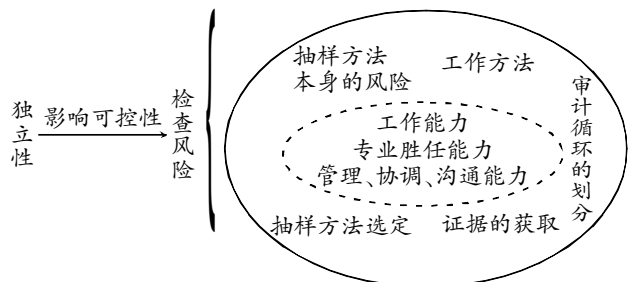 独立性
影响可控性
检查风险
抽样方法
本身的风险
工作方法
审计循环的划分
工作能力
专业胜任能力
管理、协调、沟通能力
抽样方法选定
证据的获取